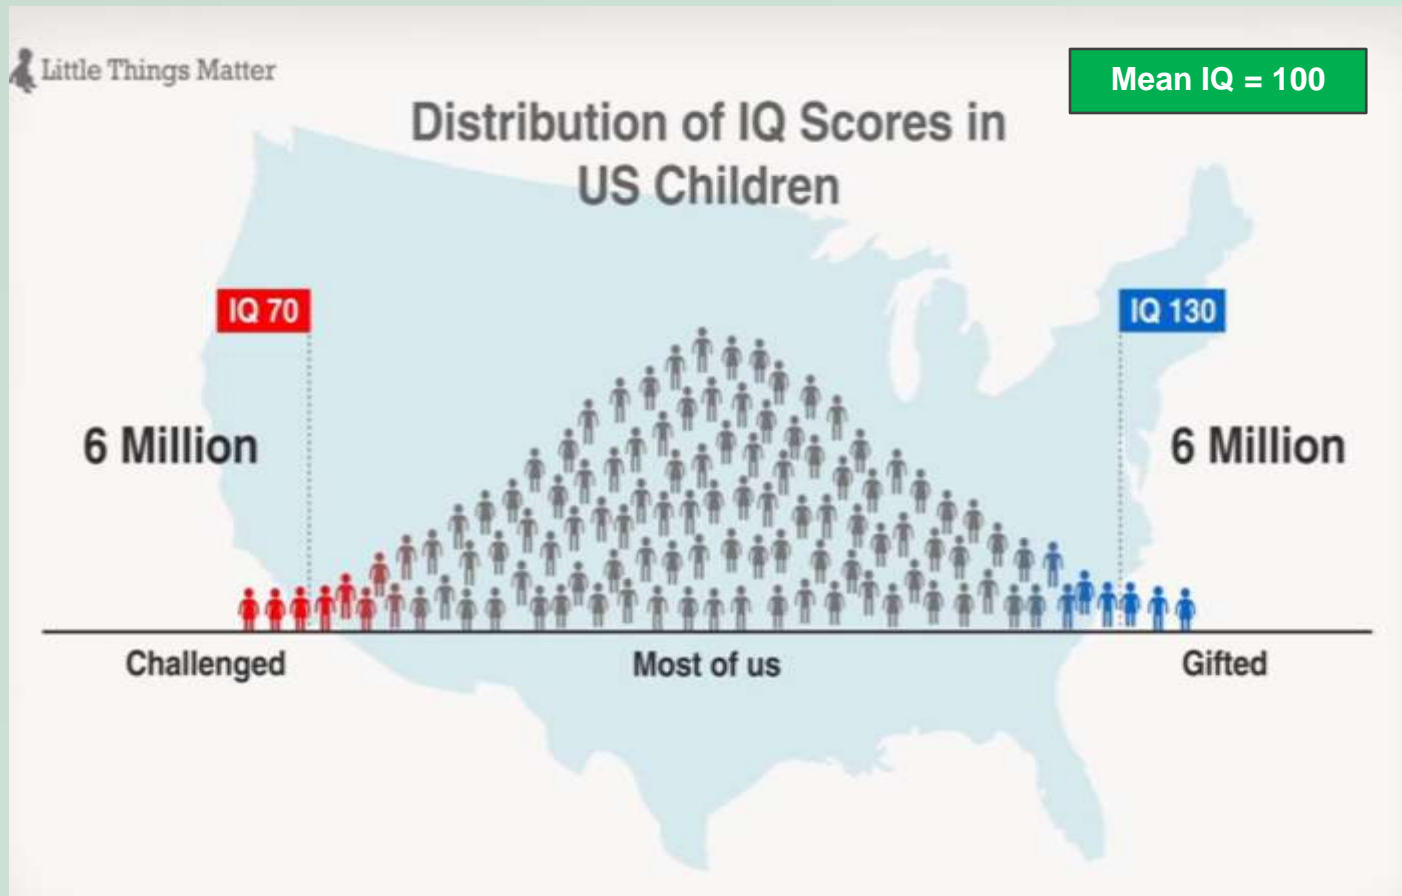 Little Things Matter
Mean IQ = 100
Distribution of IQ Scores in
US Children
IQ 70
IQ 130
6 Million
6 Million
Challenged
Most of us
Gifted